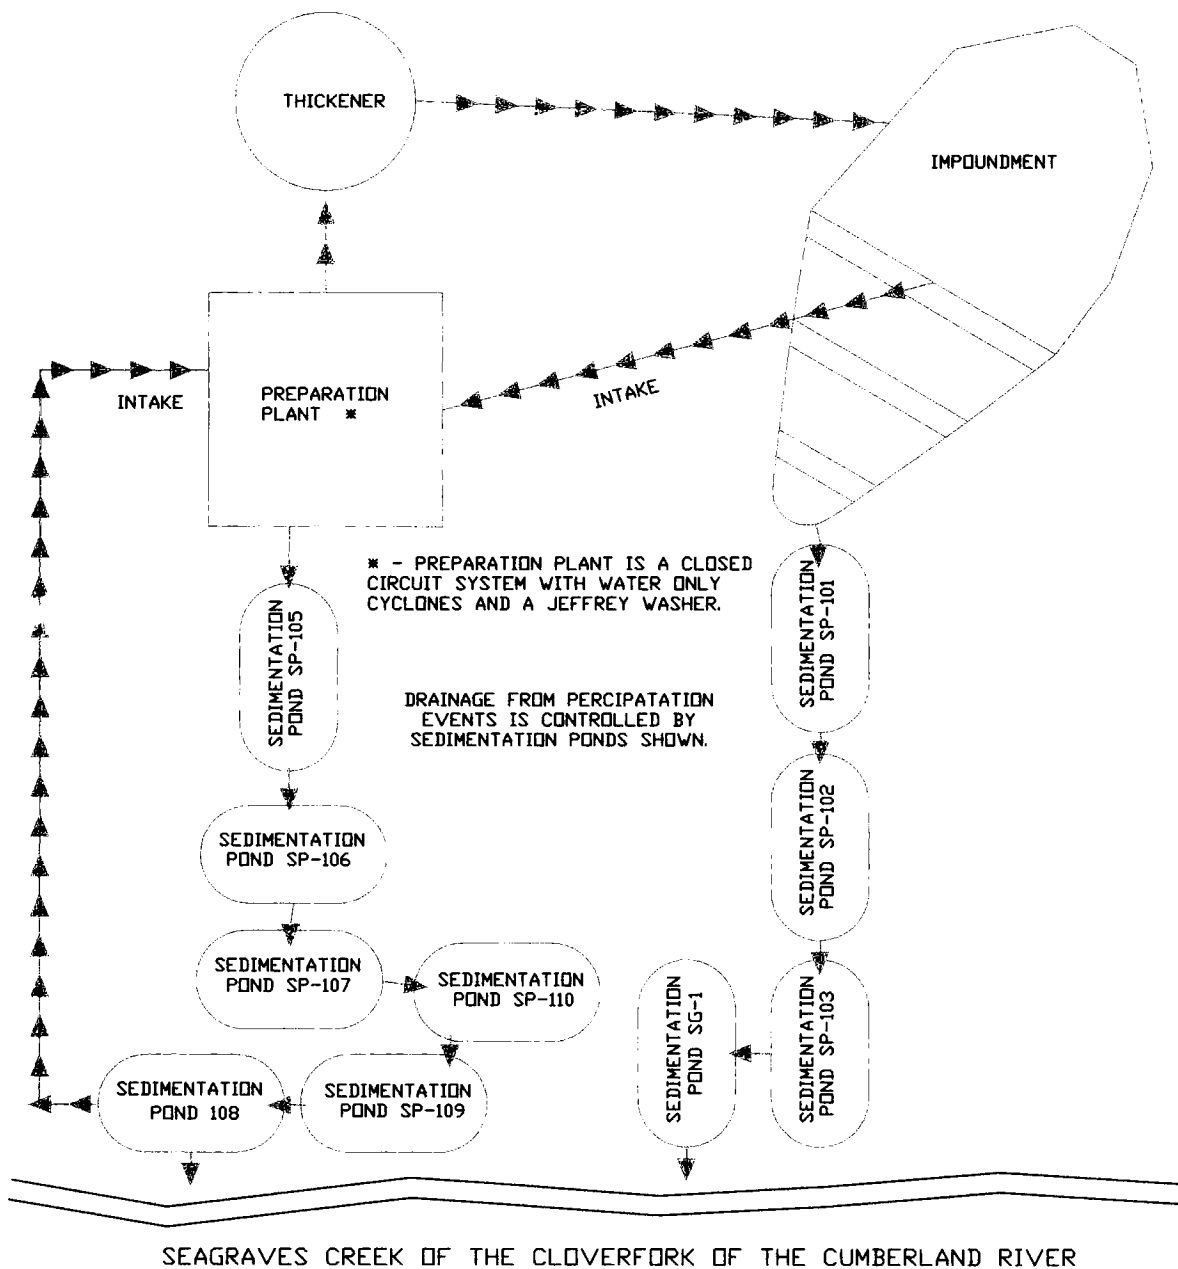 THICKENER
IMPOUNDMENT
INTAKE
PREPARATION
PLANT *
INTAKE
* - PREPARATION PLANT IS A CLOSED
CIRCUIT SYSTEM WITH WATER ONLY
CYCLONES AND A JEFFREY WASHER.
SEDIMENTATION
POND SP-101
SEDIMENTATION
POND SP-105
DRAINAGE FROM PERCIPATATION
EVENTS IS CONTROLLED BY
SEDIMENTATION PONDS SHOWN.
SEDIMENTATION
POND SP-102
SEDIMENTATION
POND SP-106
SEDIMENTATION
POND SP-107
SEDIMENTATION
POND SP-110
SEDIMENTATION
POND SG-1
SEDIMENTATION
POND SP-103
SEDIMENTATION
POND 108
SEDIMENTATION
POND SP-109
SEAGRAVES CREEK OF THE CLOVERFORK OF THE CUMBERLAND RIVER